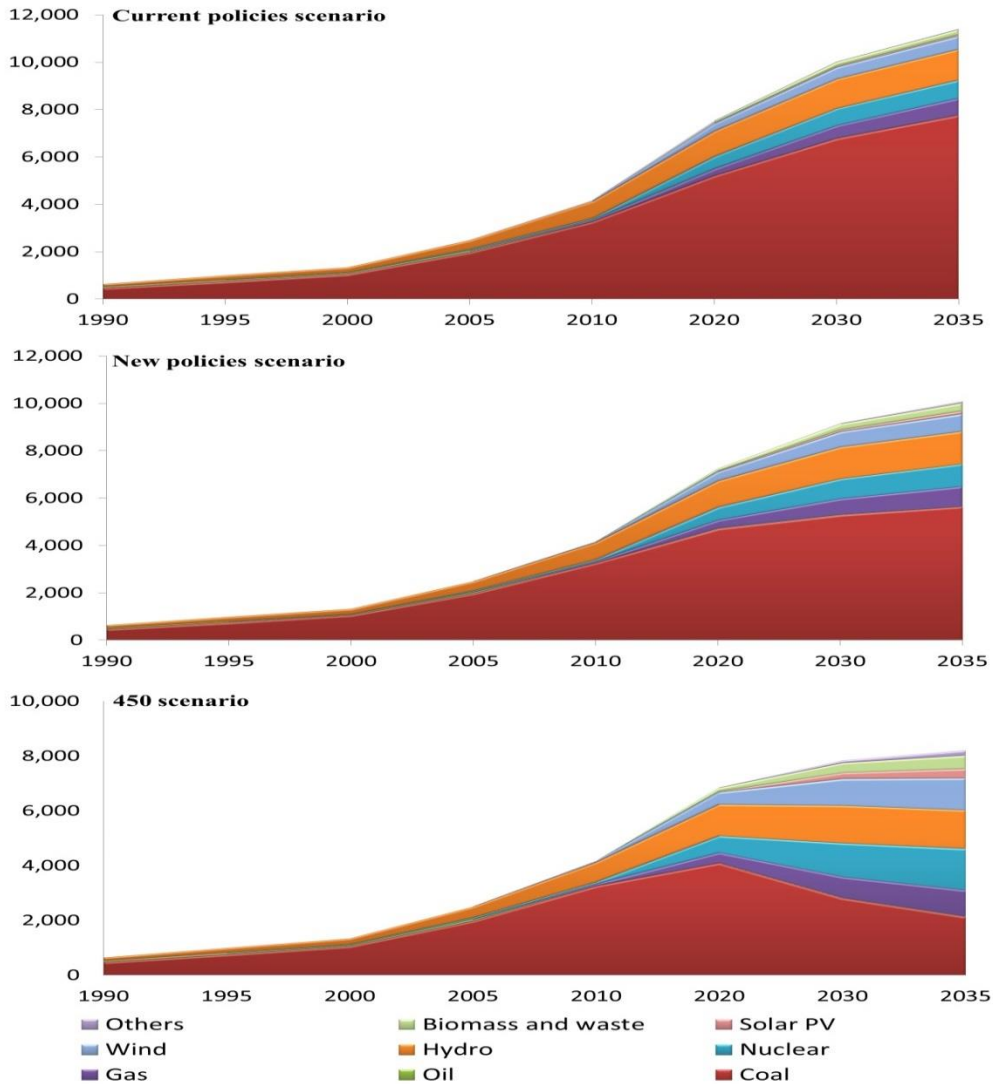 Current policies scenario
12,000
10,000
8,000
6,000
4,000
2,000
0
1990 1995 2000 2005 2010 2020 2030 2035
New policies scenario
12,000
10,000
8,000
6,000
4,000
2,000
0
1990 1995 2000 2005 2010 2020 2030 2035
450 scenario
10,000
8,000
6,000
4,000
2,000
0
1990 1995 2000 2005 2010 2020 2030 2035
Others Biomass and waste Solar PV
Wind Hydro Nuclear
Gas Oil Coal